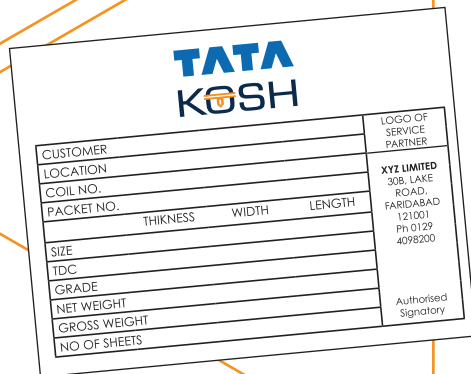 TATA
KOSH
CUSTOMER
LOCATION
COIL NO.
PACKET NO.
THIKNESS WIDTH LENGTH
SIZE
TDC
GRADE
NET WEIGHT
GROSS WEIGHT
NO OF SHEETS
LOGO OF
SERVICE
PARTNER
XYZ LIMITED
30B, LAKE
ROAD,
FARIDABAD
121001
Ph 0129
4098200
Authorised
Signatory